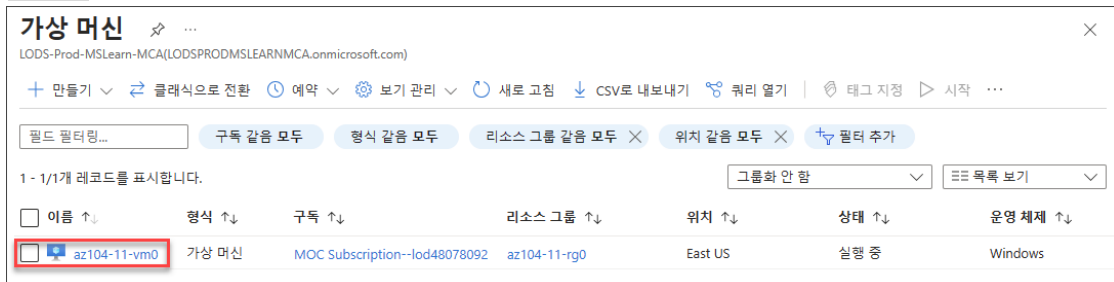 가상 머신
LODS-Prod-MSLearn-MCA(LODSPRODMSLEARNMCA.onmicrosoft.com)
만들기 클래식으로 전환 예약 보기 관리 새로 고침 CSV로 내보내기 쿼리 열기 태그 지정 시작 ...
필드 필터링... 구독 같음 모두 형식 같음 모두 리소스 그룹 같음 모두 위치 같음 모두 필터 추가
1 - 1/1개 레코드를 표시합니다. 그룹화 안 함 목록 보기
이름 형식 구독 리소스 그룹 위치 상태 운영 체제
az104-11-vm0 가상 머신 MOC Subscription--lod48078092 az104-11-rg0 East US 실행 중 Windows